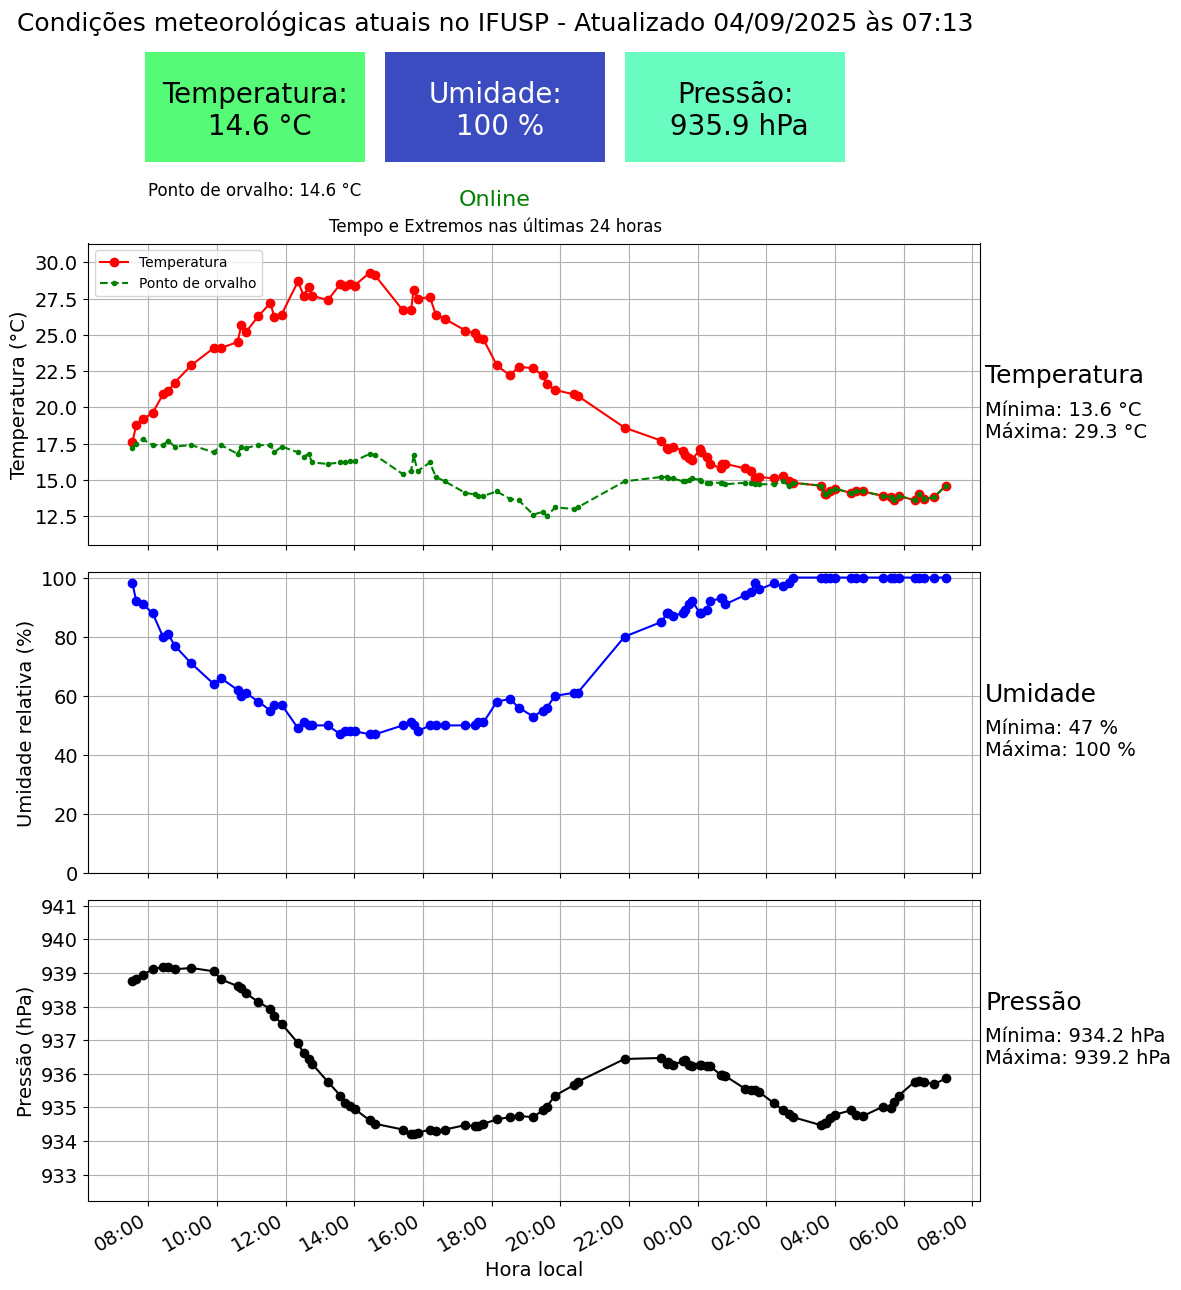 Condições meteorológicas atuais no IFUSP - Atualizado 04/09/2025 às 07:13
Temperatura:
14.6 °C
Umidade:
100 %
Pressão:
935.9 hPa
Ponto de orvalho: 14.6 °C
Online
Tempo e Extremos nas últimas 24 horas
Temperatura
Ponto de orvalho
Temperatura (°C)
30.0
27.5
25.0
22.5
20.0
17.5
15.0
12.5
Temperatura
Mínima: 13.6 °C
Máxima: 29.3 °C
Umidade relativa (%)
100
80
60
40
20
0
Umidade
Mínima: 47 %
Máxima: 100 %
Pressão (hPa)
941
940
939
938
937
936
935
934
933
Pressão
Mínima: 934.2 hPa
Máxima: 939.2 hPa
08:00 10:00 12:00 14:00 16:00 18:00 20:00 22:00 00:00 02:00 04:00 06:00 08:00
Hora local